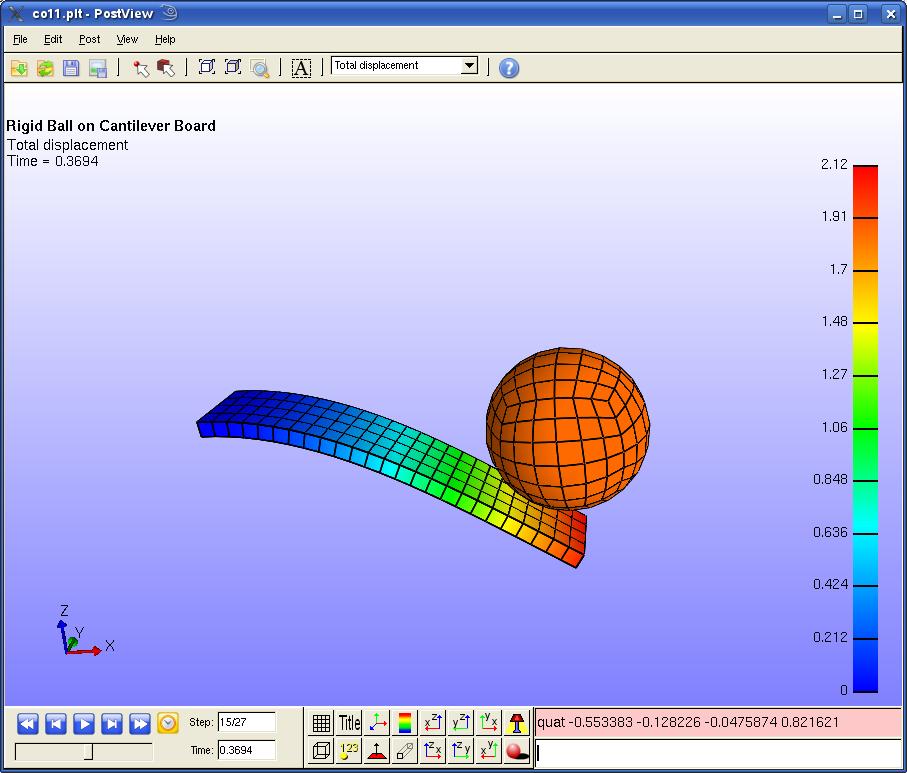 co11.plt - PostView
File Edit Post View Help
A Total displacement ?
Rigid Ball on Cantilever Board
Total displacement
Time = 0.3694
2.12
1.91
1.7
1.48
1.27
1.06
0.848
0.636
0.424
0.212
0
Z
Y
X
Step: 15/27
Title
quat -0.553383 -0.128226 -0.0475874 0.821621
Time: 0.3694
123